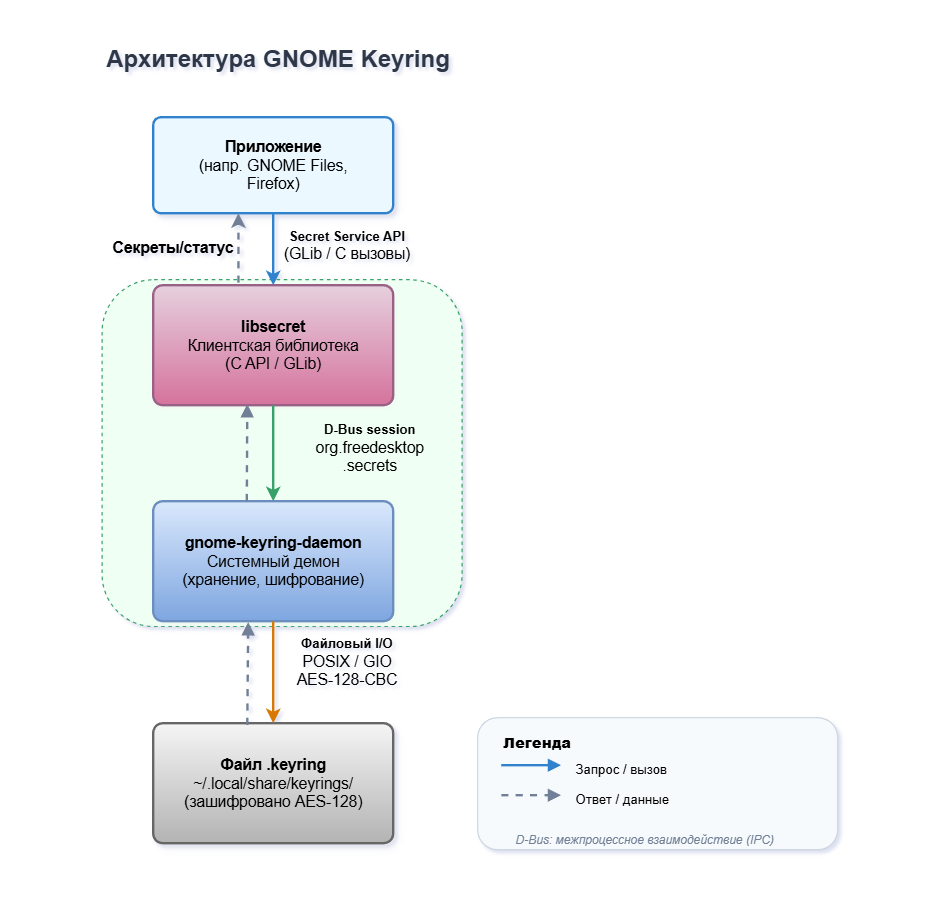 Архитектура GNOME Keyring
Приложение
(напр. GNOME Files,
Firefox)
Секреты/статус
Secret Service API
(GLib / C вызовы)
libsecret
Клиентская библиотека
(C API / GLib)
D-Bus session
org.freedesktop
.secrets
gnome-keyring-daemon
Системный демон
(хранение, шифрование)
Файловый I/O
POSIX / GIO
AES-128-CBC
Файл .keyring
~/.local/share/keyrings/
(зашифровано AES-128)
Легенда
Запрос / вызов
Ответ / данные
D-Bus: межпроцессное взаимодействие (IPC)